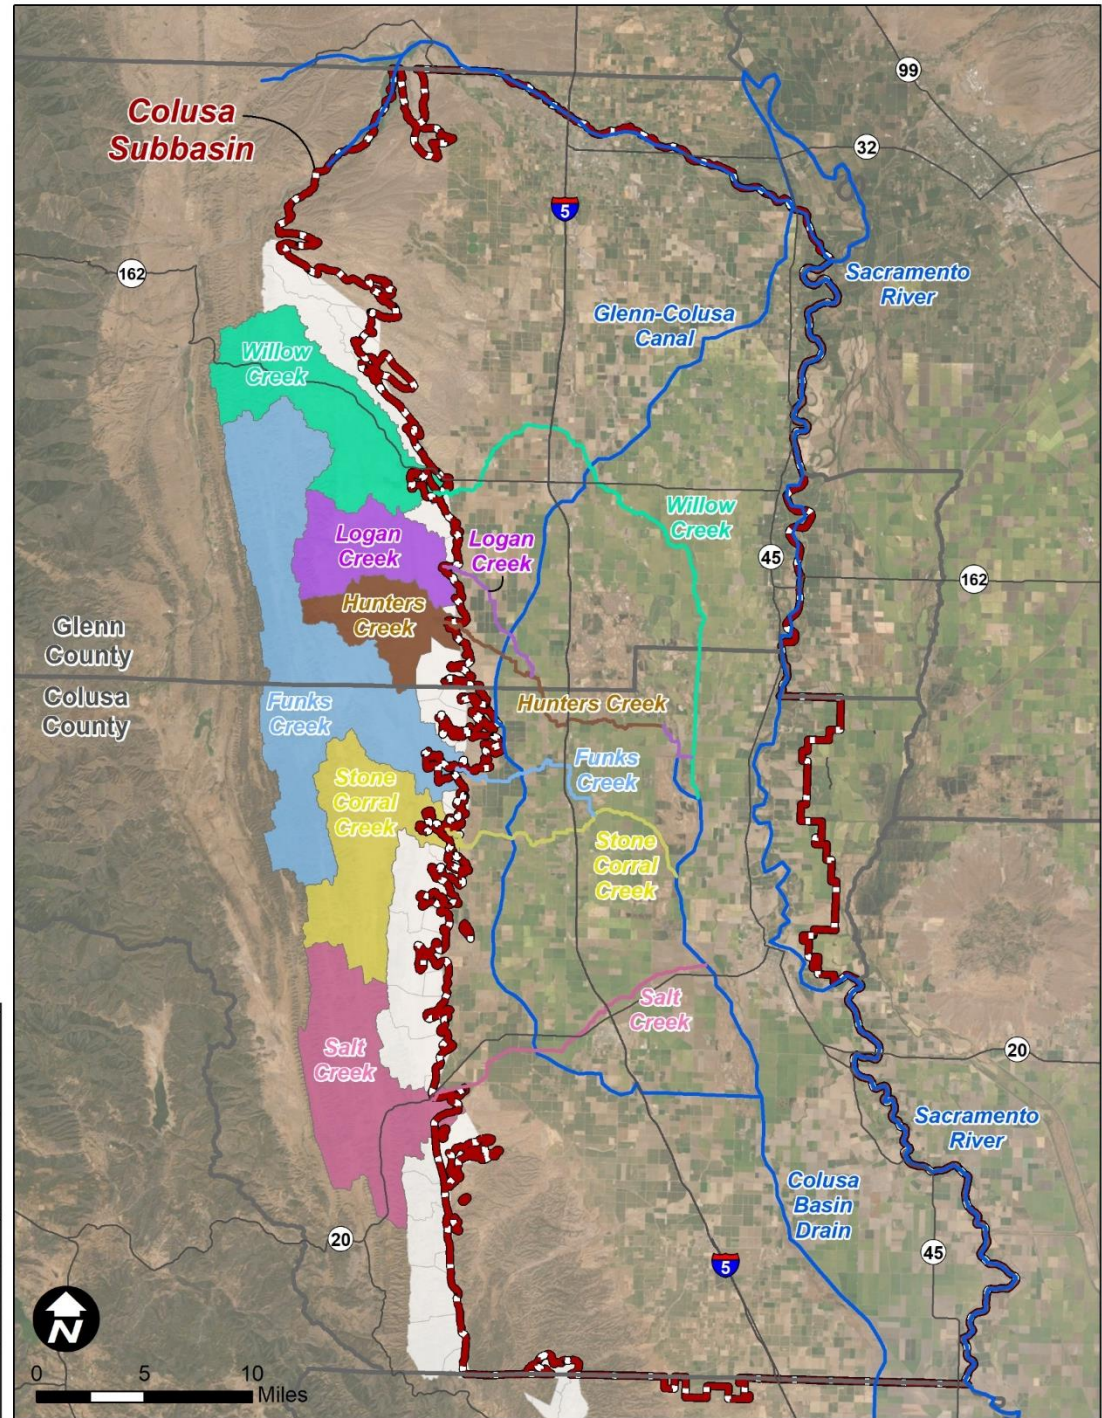 99
32
Colusa
Subbasin
5
162
Sacramento
River
Glenn-Colusa
Canal
Willow
Creek
Willow
Creek
Logan
Creek
Logan
Creek
45
162
Hunters
Creek
Glenn
County
Colusa
County
Funks
Creek
Hunters Creek
Funks
Creek
Stone
Corral
Creek
Stone
Corral
Creek
Salt
Creek
Salt
Creek
20
Sacramento
River
Colusa
Basin
Drain
20
45
5
N
0 5 10
Miles